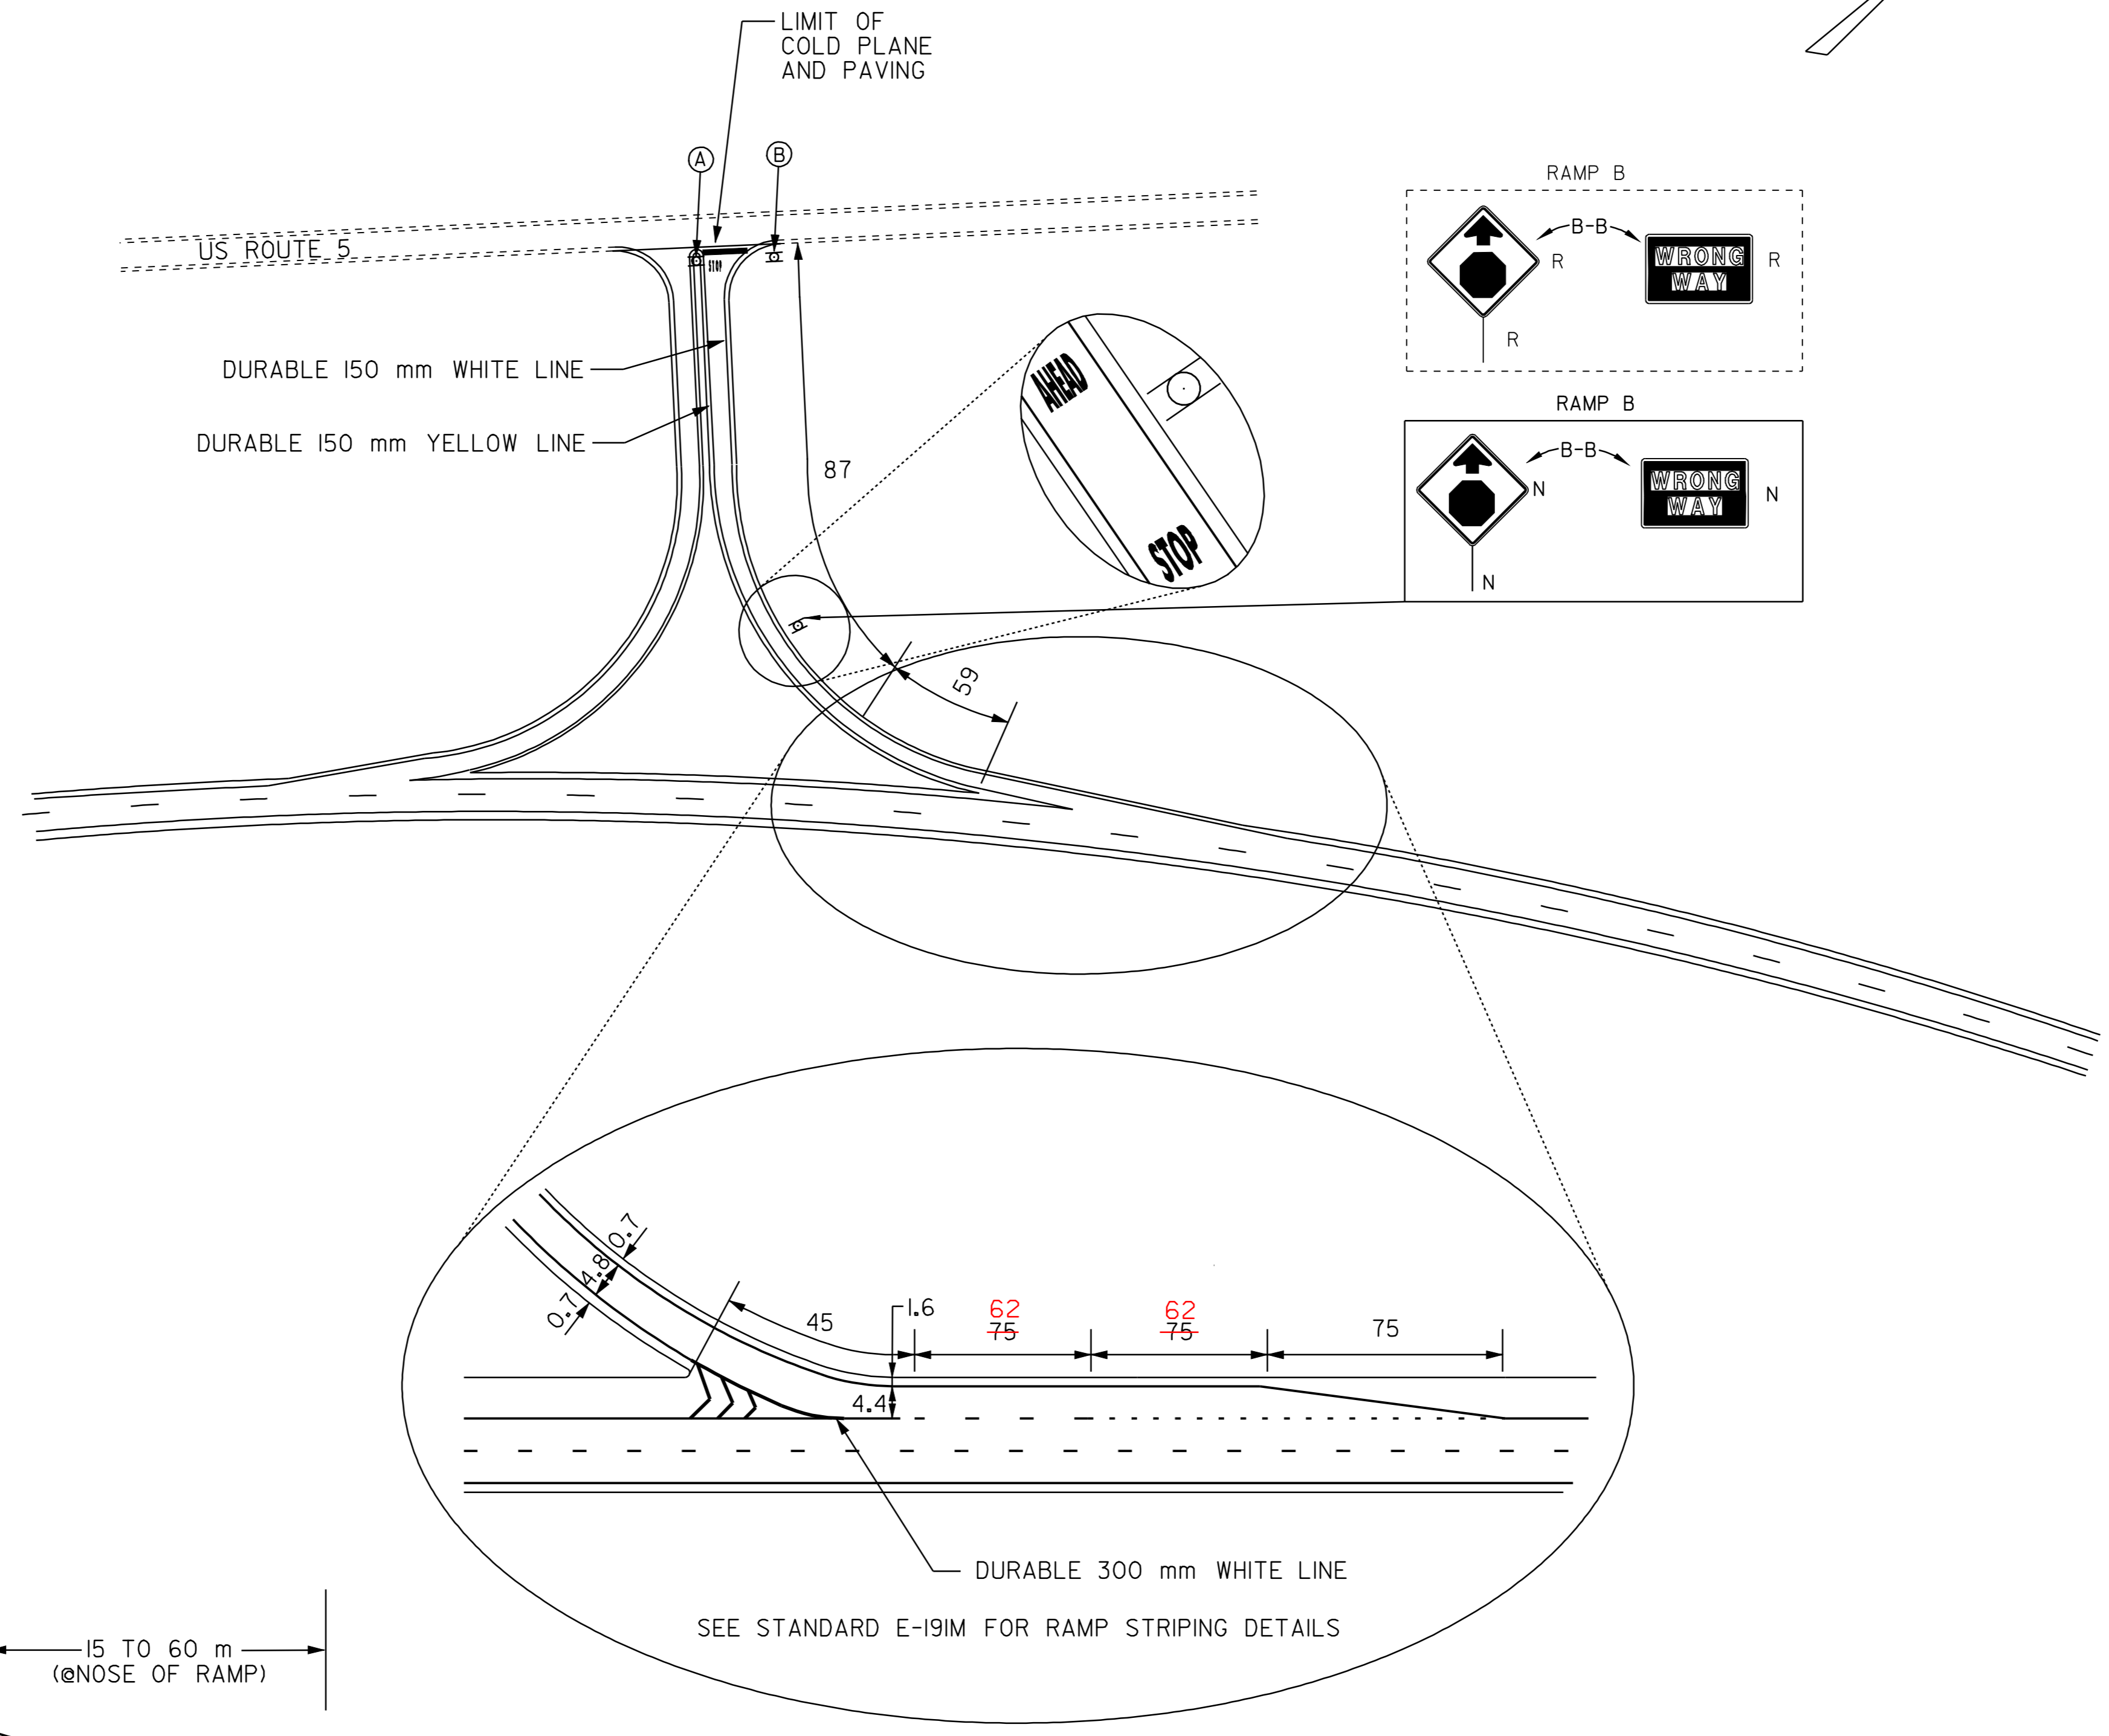 LIMIT OF
COLD PLANE
AND PAVING
A
B
US ROUTE 5
STOP
RAMP B
B-B
R
WRONG
WAY
R
R
DURABLE 150 mm WHITE LINE
DURABLE 150 mm YELLOW LINE
87
AHEAD
STOP
RAMP B
B-B
N
WRONG
WAY
N
N
59
0.7
4.8
0.7
45
1.6
62
75
62
75
75
4.4
DURABLE 300 mm WHITE LINE
SEE STANDARD E-191M FOR RAMP STRIPING DETAILS
15 TO 60 m
(@NOSE OF RAMP)